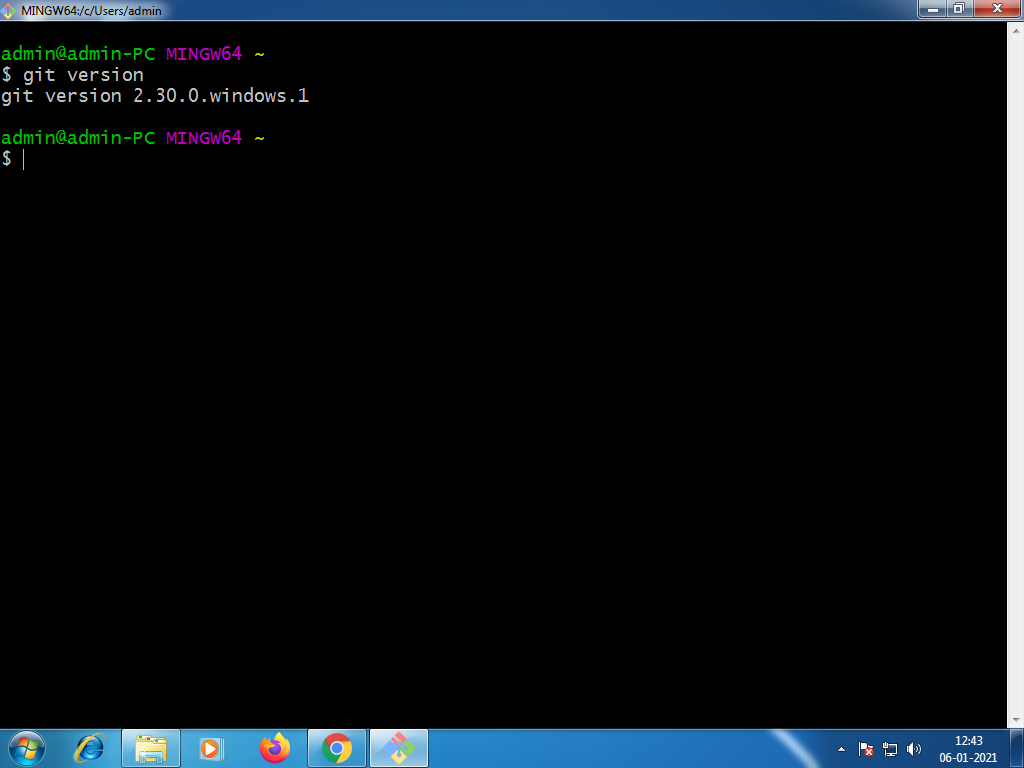 MINGW64:/c/Users/admin
admin@admin-PC MINGW64 ~
$ git version
git version 2.30.0.windows.1
admin@admin-PC MINGW64 ~
$
12:43
06-01-2021